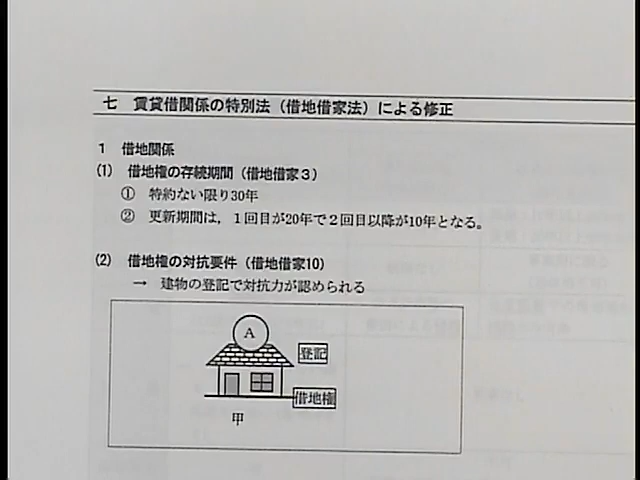 七 賃貸借関係の特別法（借地借家法）による修正
1 借地関係
(1) 借地権の存続期間（借地借家3）
① 特約ない限り30年
② 更新期間は，1回目が20年で2回目以降が10年となる。
(2) 借地権の対抗要件（借地借家10）
→ 建物の登記で対抗力が認められる
A
登記
借地権
甲